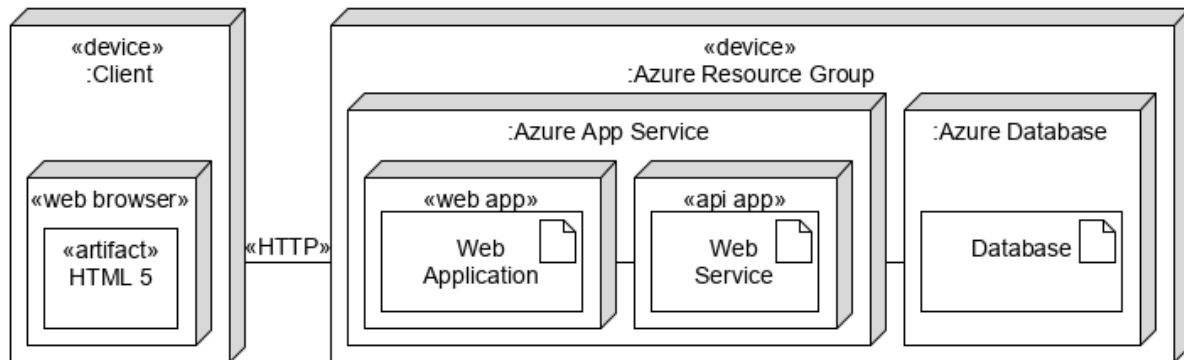 «device»
:Client
«web browser»
«artifact»
HTML 5
«HTTP»
«device»
:Azure Resource Group
:Azure App Service
«web app»
Web
Application
«api app»
Web
Service
:Azure Database
Database